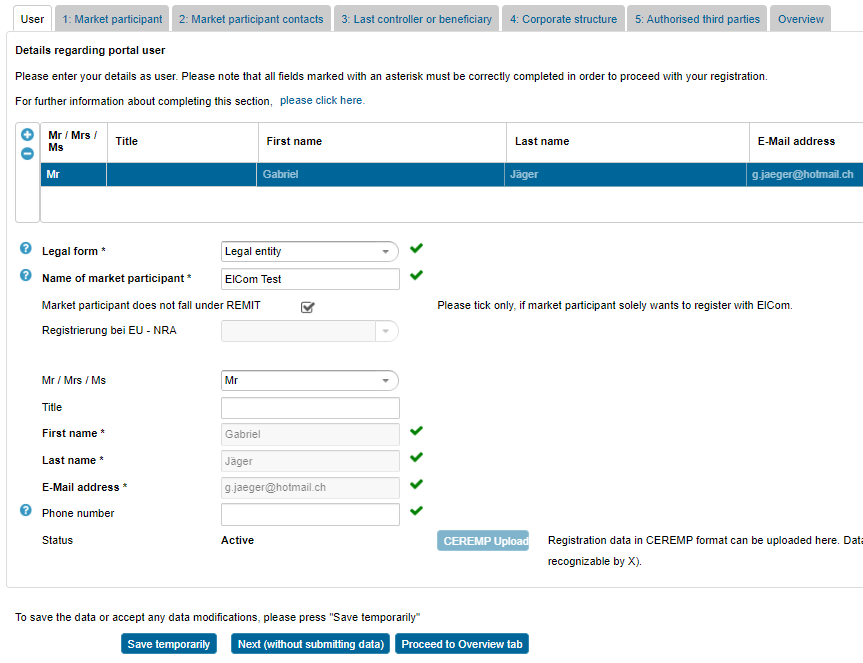 User 1: Market participant 2: Market participant contacts 3: Last controller or beneficiary 4: Corporate structure 5: Authorised third parties Overview
Details regarding portal user
Please enter your details as user. Please note that all fields marked with an asterisk must be correctly completed in order to proceed with your registration.
For further information about completing this section, please click here.
Mr / Mrs / Ms Title First name Last name E-Mail address
Mr Gabriel Jäger g.jaeger@hotmail.ch
Legal form * Legal entity
Name of market participant * ElCom Test
Market participant does not fall under REMIT Please tick only, if market participant solely wants to register with ElCom.
Registrierung bei EU - NRA
Mr / Mrs / Ms Mr
Title
First name * Gabriel
Last name * Jäger
E-Mail address * g.jaeger@hotmail.ch
Phone number
Status Active CEREMP Upload Registration data in CEREMP format can be uploaded here. Data
recognizable by X).
To save the data or accept any data modifications, please press "Save temporarily"
Save temporarily Next (without submitting data) Proceed to Overview tab